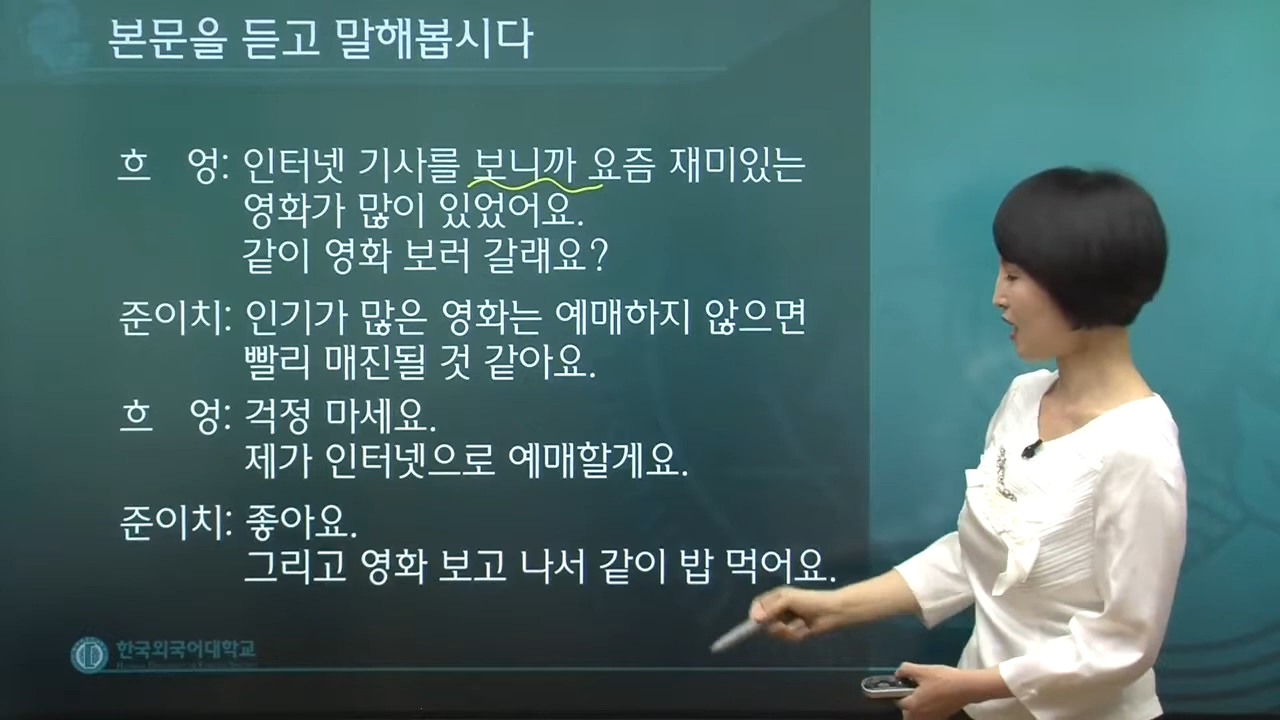 본문을 듣고 말해봅시다
흐 엉: 인터넷 기사를 보니까 요즘 재미있는
영화가 많이 있었어요.
같이 영화 보러 갈래요?
준이치: 인기가 많은 영화는 예매하지 않으면
빨리 매진될 것 같아요.
흐 엉: 걱정 마세요.
제가 인터넷으로 예매할게요.
준이치: 좋아요.
그리고 영화 보고 나서 같이 밥 먹어요.
한국외국어대학교